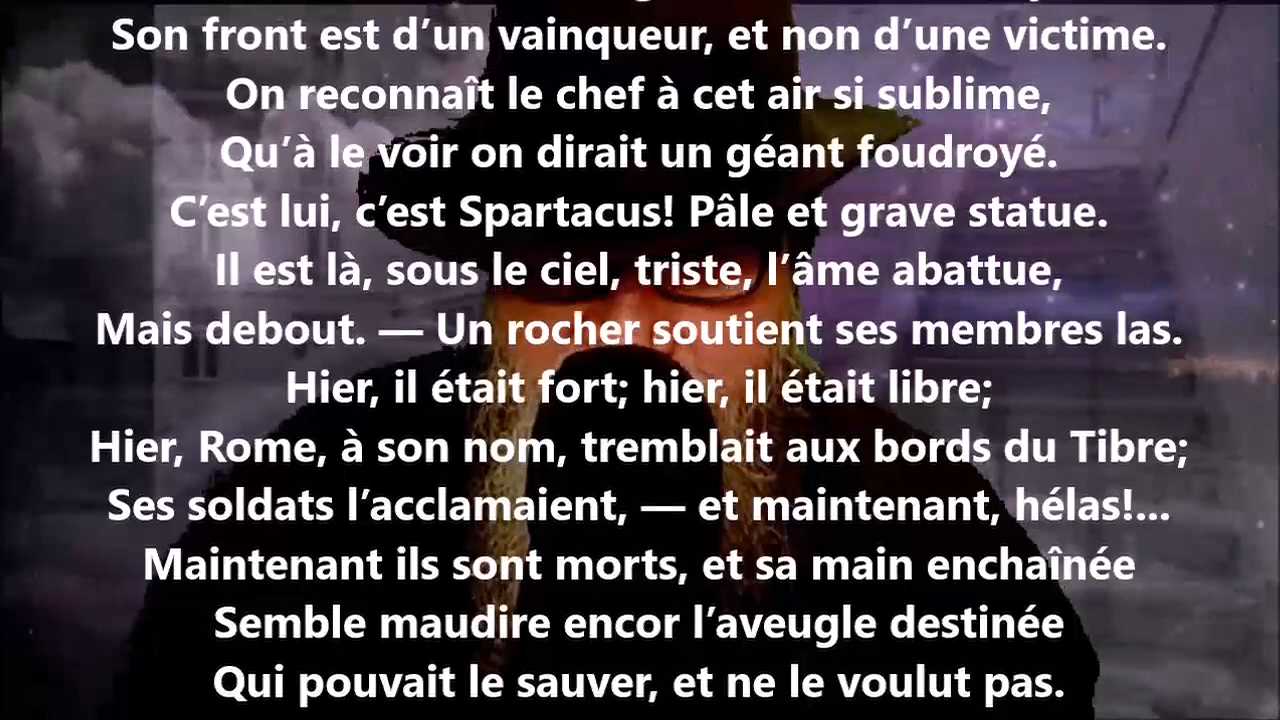 Son front est d’un vainqueur, et non d’une victime.
On reconnaît le chef à cet air si sublime,
Qu’à le voir on dirait un géant foudroyé.
C’est lui, c’est Spartacus! Pâle et grave statue.
Il est là, sous le ciel, triste, l’âme abattue,
Mais debout. — Un rocher soutient ses membres las.
Hier, il était fort; hier, il était libre;
Hier, Rome, à son nom, tremblait aux bords du Tibre;
Ses soldats l’acclamaient, — et maintenant, hélas!...
Maintenant ils sont morts, et sa main enchaînée
Semble maudire encor l’aveugle destinée
Qui pouvait le sauver, et ne le voulut pas.